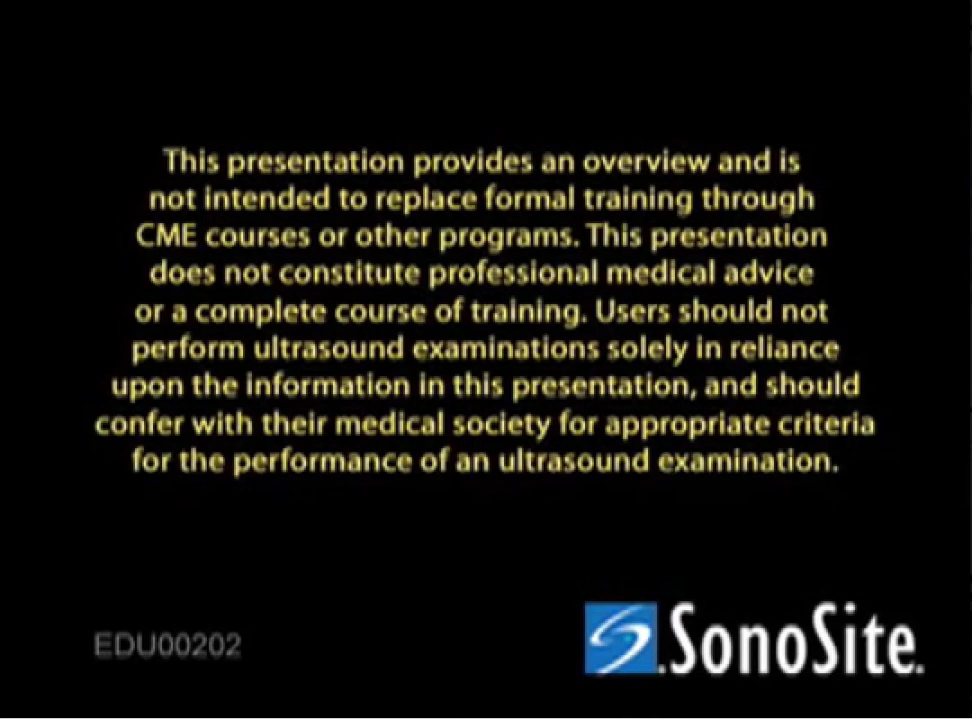 This presentation provides an overview and is
not intended to replace formal training through
CME courses or other programs. This presentation
does not constitute professional medical advice
or a complete course of training. Users should not
perform ultrasound examinations solely in reliance
upon the information in this presentation, and should
confer with their medical society for appropriate criteria
for the performance of an ultrasound examination.
EDU00202
SonoSite.